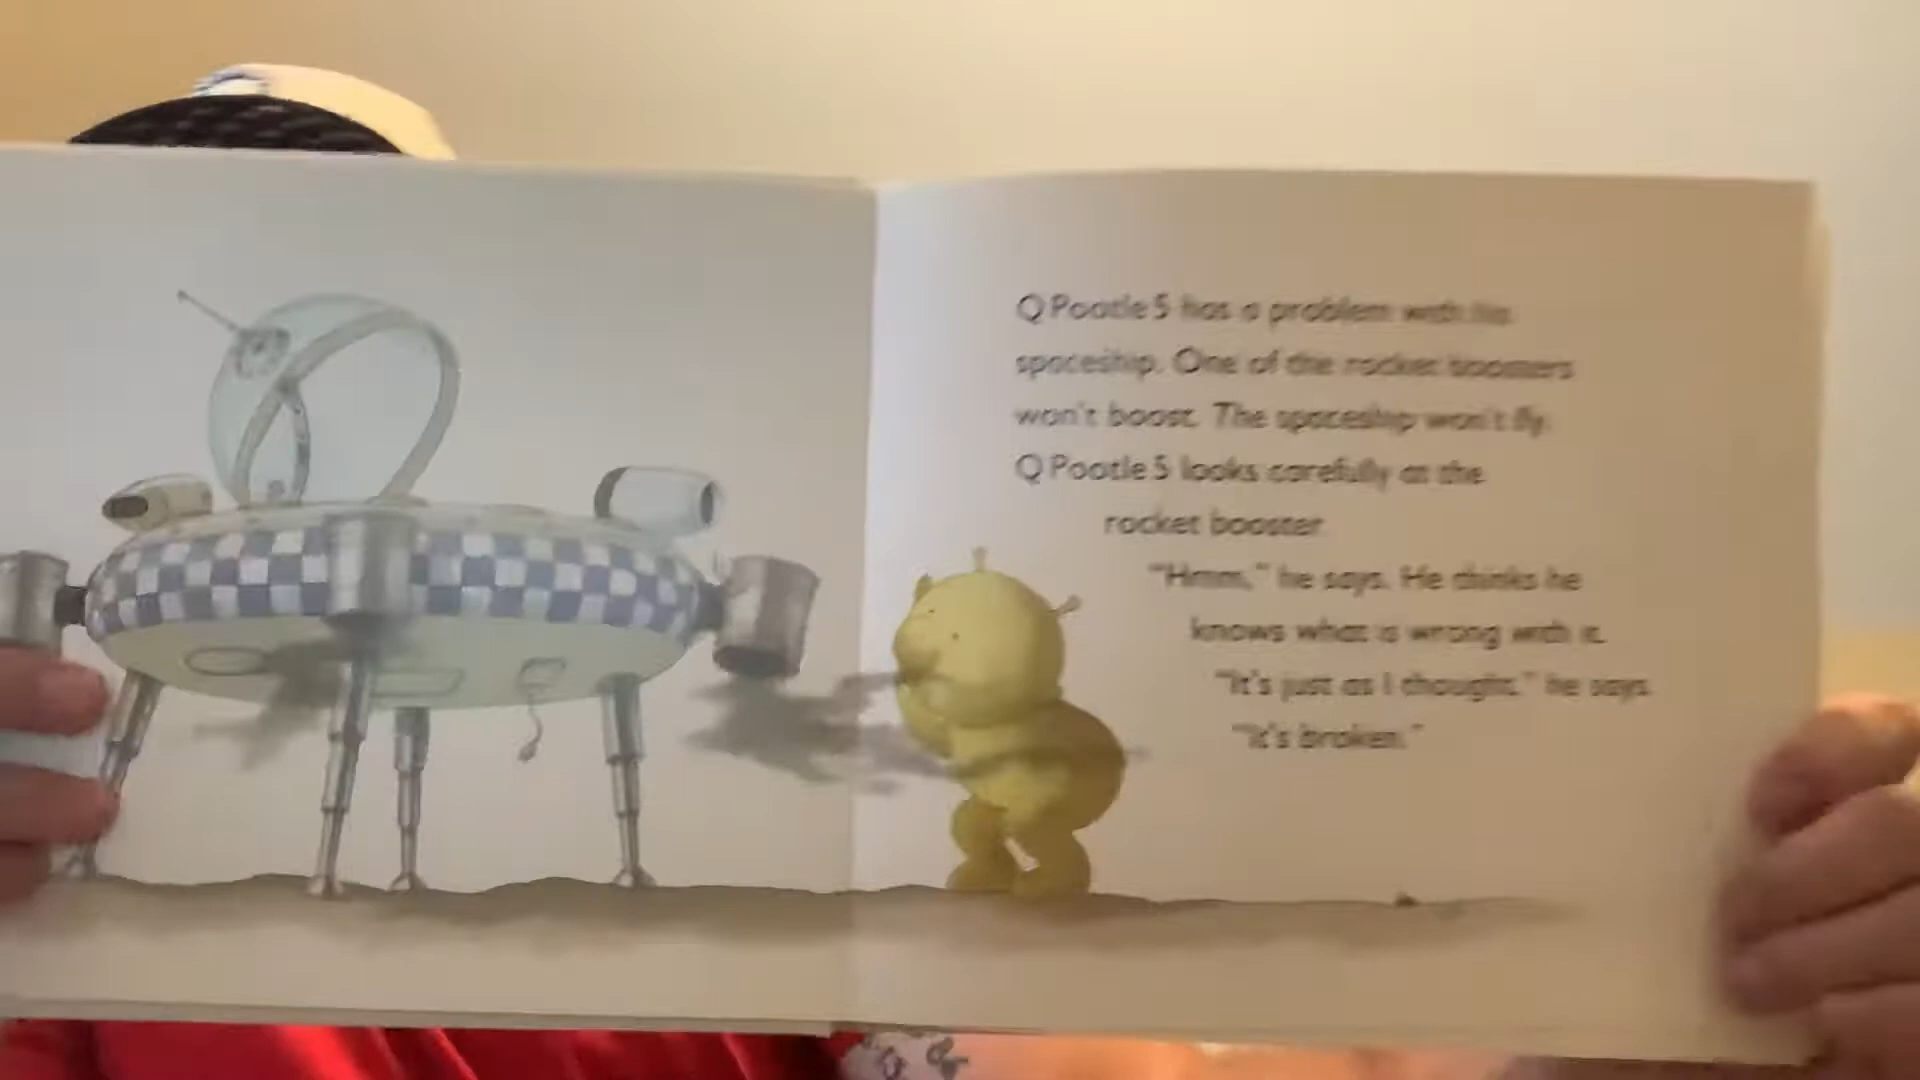 Q Pootle 5 has a problem with his
spaceship. One of the rocket boosters
won't boost. The spaceship won't fly.
Q Pootle 5 looks carefully at the
rocket booster.
"Hmm," he says. He thinks he
knows what is wrong with it.
"It's just as I thought," he says.
"It's broken."